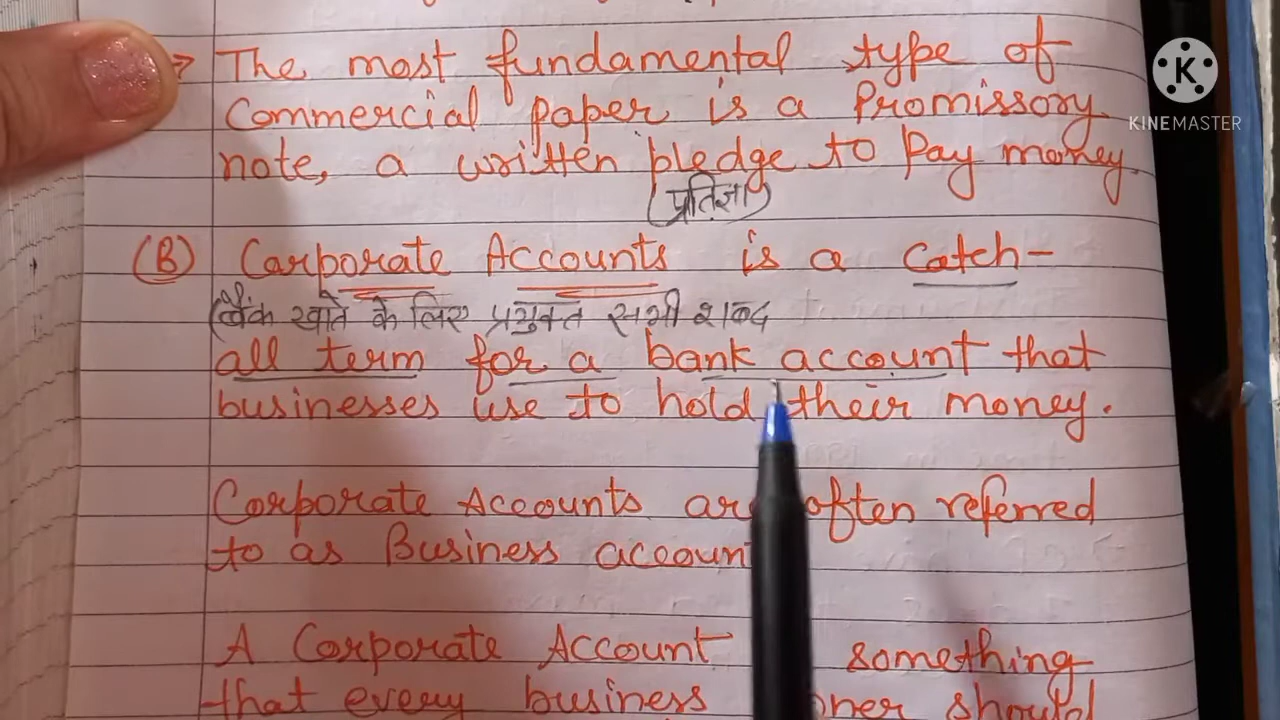 → The most fundamental type of
Commercial paper is a Promissory
note, a written pledge to Pay money
(प्रतिज्ञा)
(B) Corporate Accounts is a catch-
(बैंक खाते के लिए प्रयुक्त सभी शब्द
all term for a bank account that
businesses use to hold their money.
Corporate Accounts are often referred
to as Business account
A Corporate Account something
that every business should
K
KINEMASTER